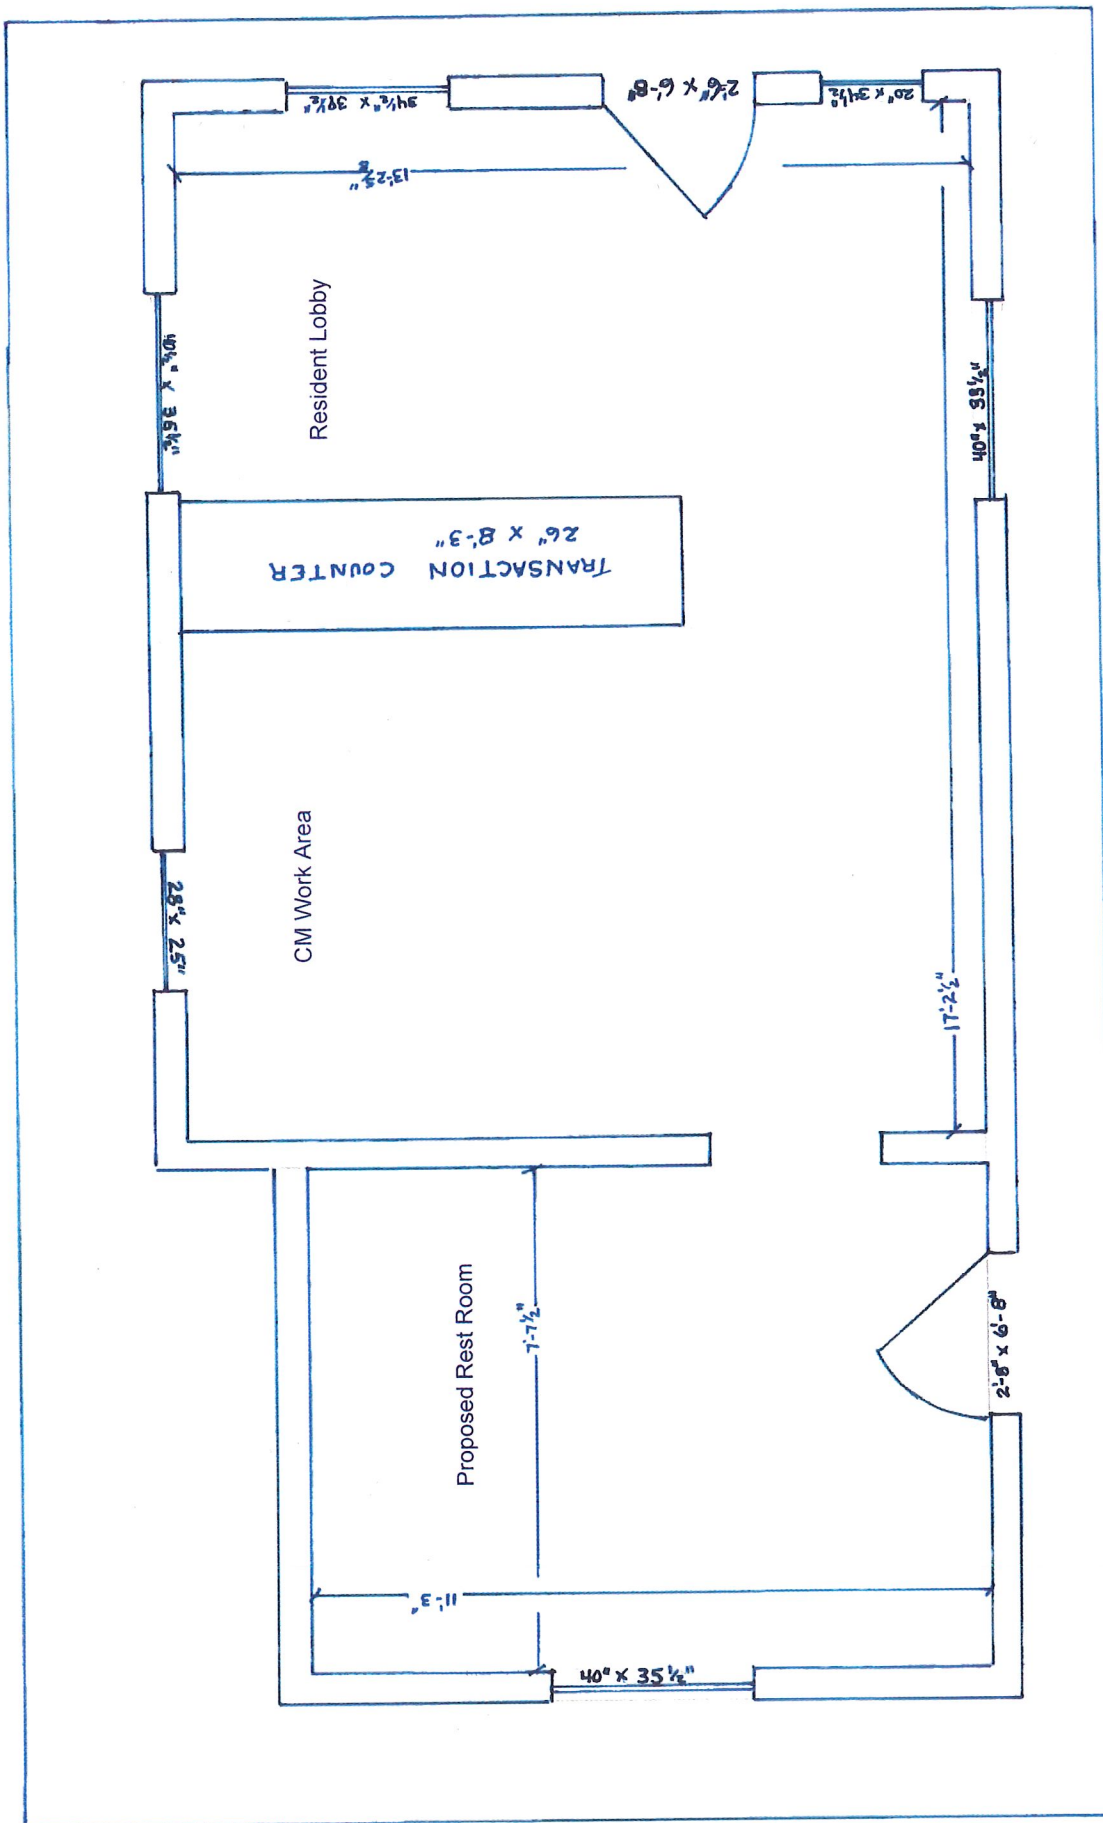 34½" x 39½"
2'-6" x 6'-8"
20" x 34½"
13'-2⅝"
40½" x 36½"
Resident Lobby
40" x 35½"
TRANSACTION COUNTER
26" x 8'-3"
CM Work Area
28" x 25"
17'-2½"
Proposed Rest Room
7'-7½"
2'-8" x 6'-8"
11'-3"
40" x 35½"